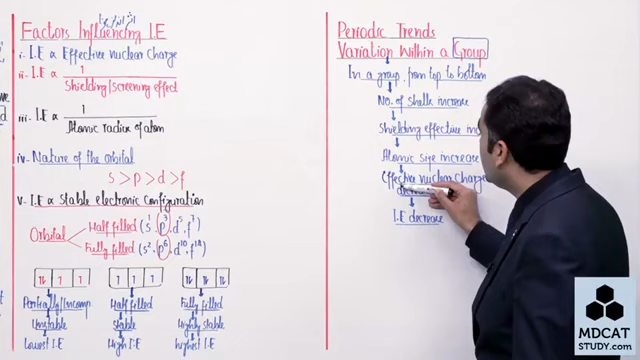 Factors Influencing I.E
i- I.E ∝ Effective nuclear charge
ii- I.E ∝ 1 / Shielding/screening effect
iii- I.E ∝ 1 / Atomic radius of atom
iv- Nature of the orbital
s > p > d > f
v- I.E ∝ Stable electronic configuration
Orbital
Half filled (s¹ p³ d⁵ f⁷)
Fully filled (s² p⁶ d¹⁰ f¹⁴)
⇅ ↑ ↑
↑ ↑ ↑
⇅ ⇅ ⇅
Partially/Incomp.
Unstable
Lowest I.E
Half filled
Stable
High I.E
Fully filled
Highly stable
highest I.E
Periodic Trends
Variation Within a Group
In a group, from top to bottom
No. of shells increase
Shielding effective inc
Atomic size increase
Effective nuclear charge
I.E decrease
MDCAT
STUDY.com